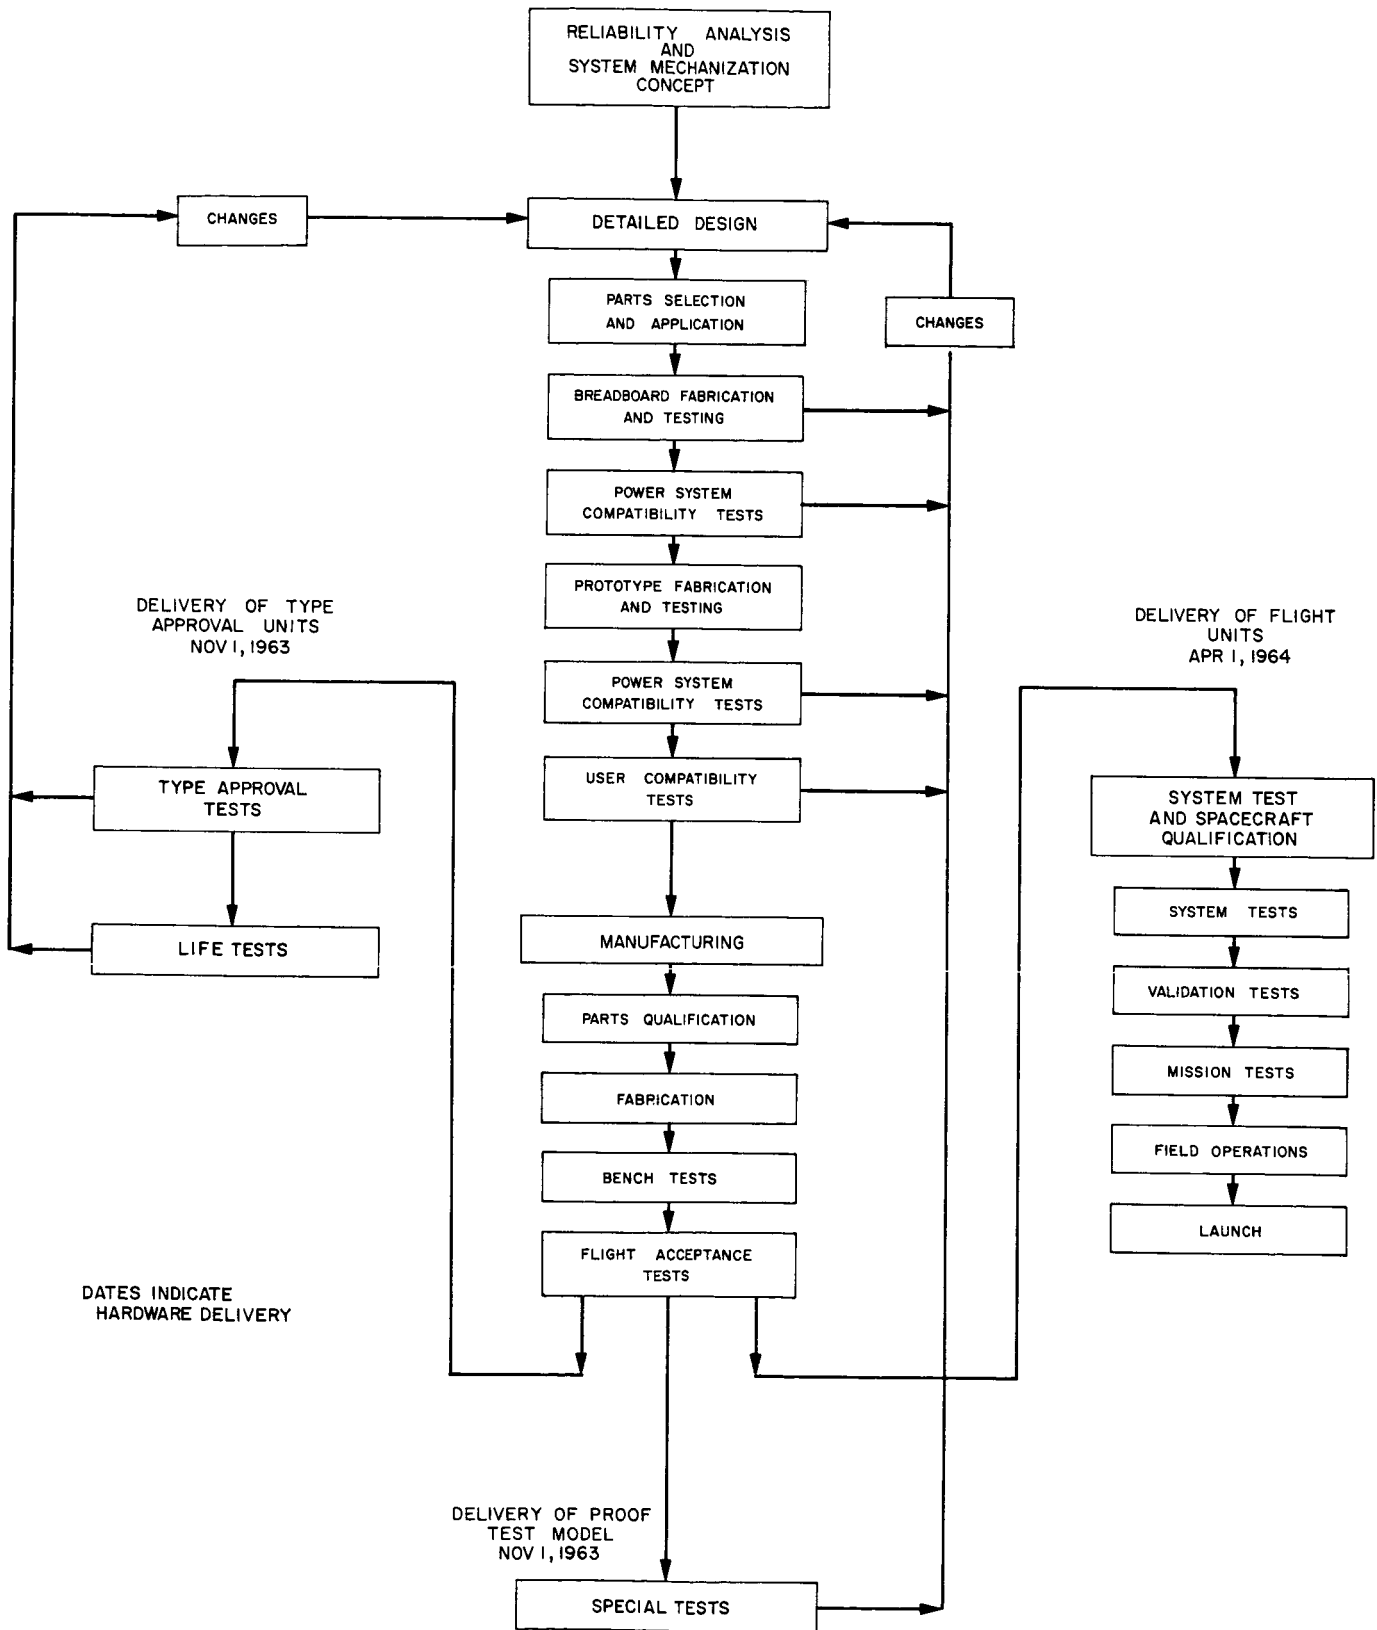 RELIABILITY ANALYSIS
AND
SYSTEM MECHANIZATION
CONCEPT
CHANGES
DETAILED DESIGN
PARTS SELECTION
AND APPLICATION
CHANGES
BREADBOARD FABRICATION
AND TESTING
POWER SYSTEM
COMPATIBILITY TESTS
PROTOTYPE FABRICATION
AND TESTING
POWER SYSTEM
COMPATIBILITY TESTS
USER COMPATIBILITY
TESTS
DELIVERY OF TYPE
APPROVAL UNITS
NOV 1, 1963
TYPE APPROVAL
TESTS
LIFE TESTS
MANUFACTURING
PARTS QUALIFICATION
FABRICATION
BENCH TESTS
FLIGHT ACCEPTANCE
TESTS
DELIVERY OF FLIGHT
UNITS
APR 1, 1964
SYSTEM TEST
AND SPACECRAFT
QUALIFICATION
SYSTEM TESTS
VALIDATION TESTS
MISSION TESTS
FIELD OPERATIONS
LAUNCH
DATES INDICATE
HARDWARE DELIVERY
DELIVERY OF PROOF
TEST MODEL
NOV 1, 1963
SPECIAL TESTS